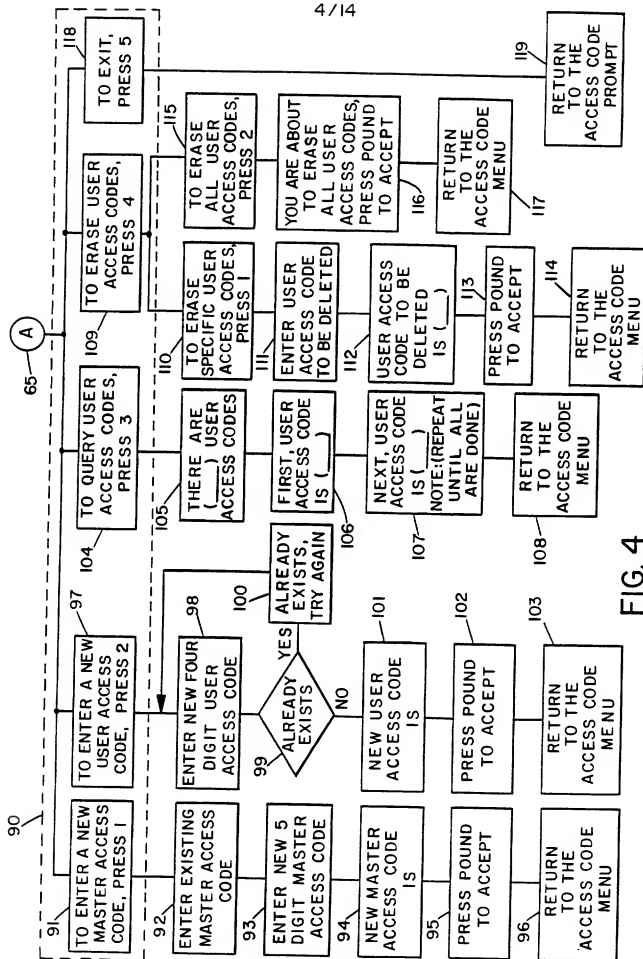 4/14
A
65
90
91
TO ENTER A NEW
MASTER ACCESS
CODE, PRESS 1
92
ENTER EXISTING
MASTER ACCESS
CODE
93
ENTER NEW 5
DIGIT MASTER
ACCESS CODE
94
NEW MASTER
ACCESS CODE
IS
95
PRESS POUND
TO ACCEPT
96
RETURN
TO THE
ACCESS CODE
MENU
97
TO ENTER A NEW
USER ACCESS
CODE, PRESS 2
98
ENTER NEW FOUR
DIGIT USER
ACCESS CODE
99
ALREADY
EXISTS
YES
NO
100
ALREADY
EXISTS,
TRY AGAIN
101
NEW USER
ACCESS CODE
IS
102
PRESS POUND
TO ACCEPT
103
RETURN
TO THE
ACCESS CODE
MENU
104
TO QUERY USER
ACCESS CODES,
PRESS 3
105
THERE ARE
(___) USER
ACCESS CODES
106
FIRST, USER
ACCESS CODE
IS (___)
107
NEXT, USER
ACCESS CODE
IS (___)
NOTE:(REPEAT
UNTIL ALL
ARE DONE)
108
RETURN
TO THE
ACCESS CODE
MENU
109
TO ERASE USER
ACCESS CODES,
PRESS 4
110
TO ERASE
SPECIFIC USER
ACCESS CODES,
PRESS 1
111
ENTER USER
ACCESS CODE
TO BE DELETED
112
USER ACCESS
CODE TO BE
DELETED
IS (___)
113
PRESS POUND
TO ACCEPT
114
RETURN
TO THE
ACCESS CODE
MENU
115
TO ERASE
ALL USER
ACCESS CODES,
PRESS 2
116
YOU ARE ABOUT
TO ERASE
ALL USER
ACCESS CODES,
PRESS POUND
TO ACCEPT
117
RETURN
TO THE
ACCESS CODE
MENU
118
TO EXIT,
PRESS 5
119
RETURN
TO THE
ACCESS CODE
PROMPT
FIG. 4